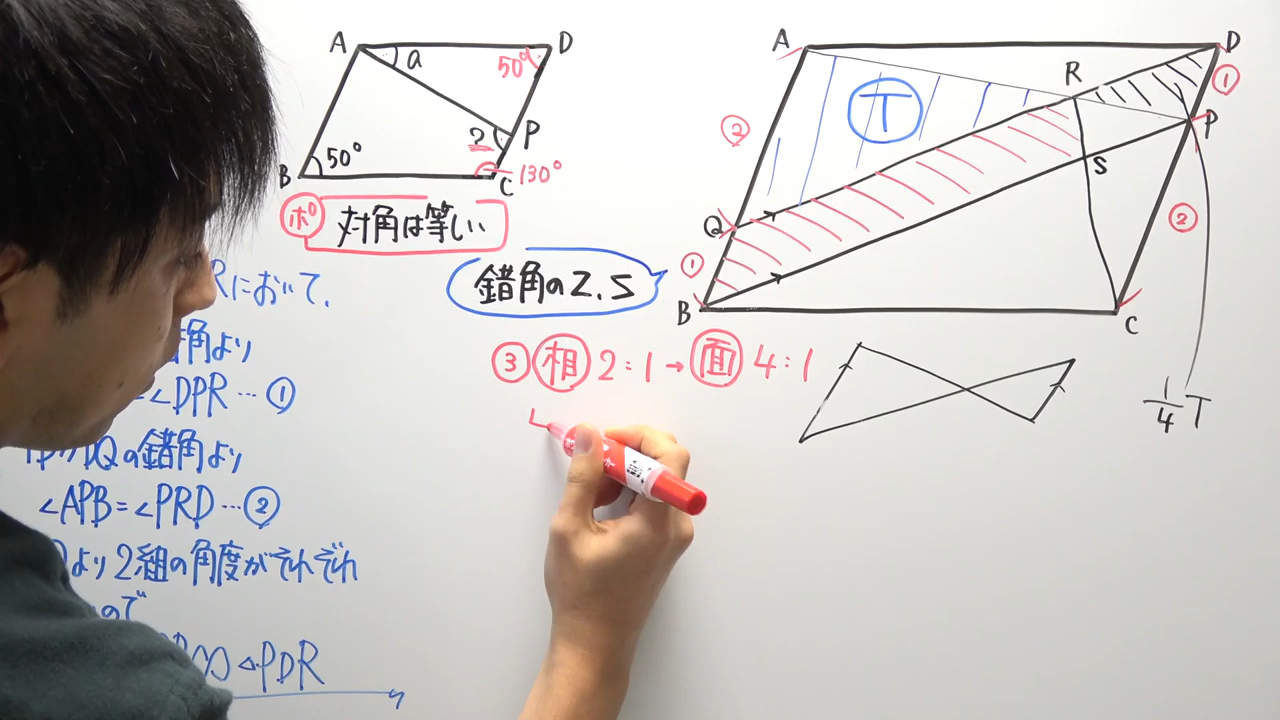 A
D
a
50°
P
?
B
50°
C
130°
ポ 対角は等しい
Rにおいて、
角より
=∠DPR…①
Qの錯角より
∠APB=∠PRD…②
より2組の角度がそれぞれ
ので
∽△PDR
錯角のZ、S
A
D
R
①
T
P
②
S
Q
②
①
B
C
1/4 T
③ 相 2:1→面 4:1